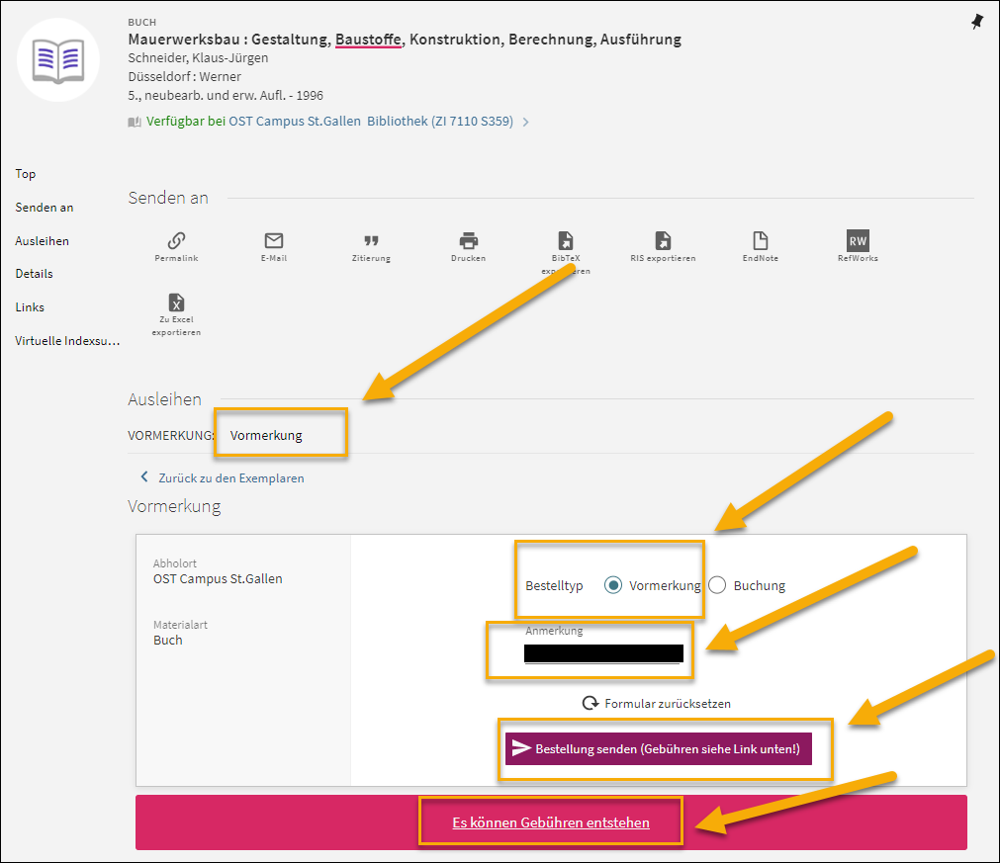 BUCH
Mauerwerksbau : Gestaltung, Baustoffe, Konstruktion, Berechnung, Ausführung
Schneider, Klaus-Jürgen
Düsseldorf : Werner
5., neubearb. und erw. Aufl. - 1996
Verfügbar bei OST Campus St.Gallen Bibliothek (ZI 7110 S359)
Top
Senden an
Ausleihen
Details
Links
Virtuelle Indexsu…
Senden an
Permalink
E-Mail
Zitierung
Drucken
BibTeX
exportieren
RIS exportieren
EndNote
RW
RefWorks
X
Zu Excel
exportieren
Ausleihen
VORMERKUNG: Vormerkung
Zurück zu den Exemplaren
Vormerkung
Abholort
OST Campus St.Gallen
Materialart
Buch
Bestelltyp Vormerkung Buchung
Anmerkung
Formular zurücksetzen
Bestellung senden (Gebühren siehe Link unten!)
Es können Gebühren entstehen